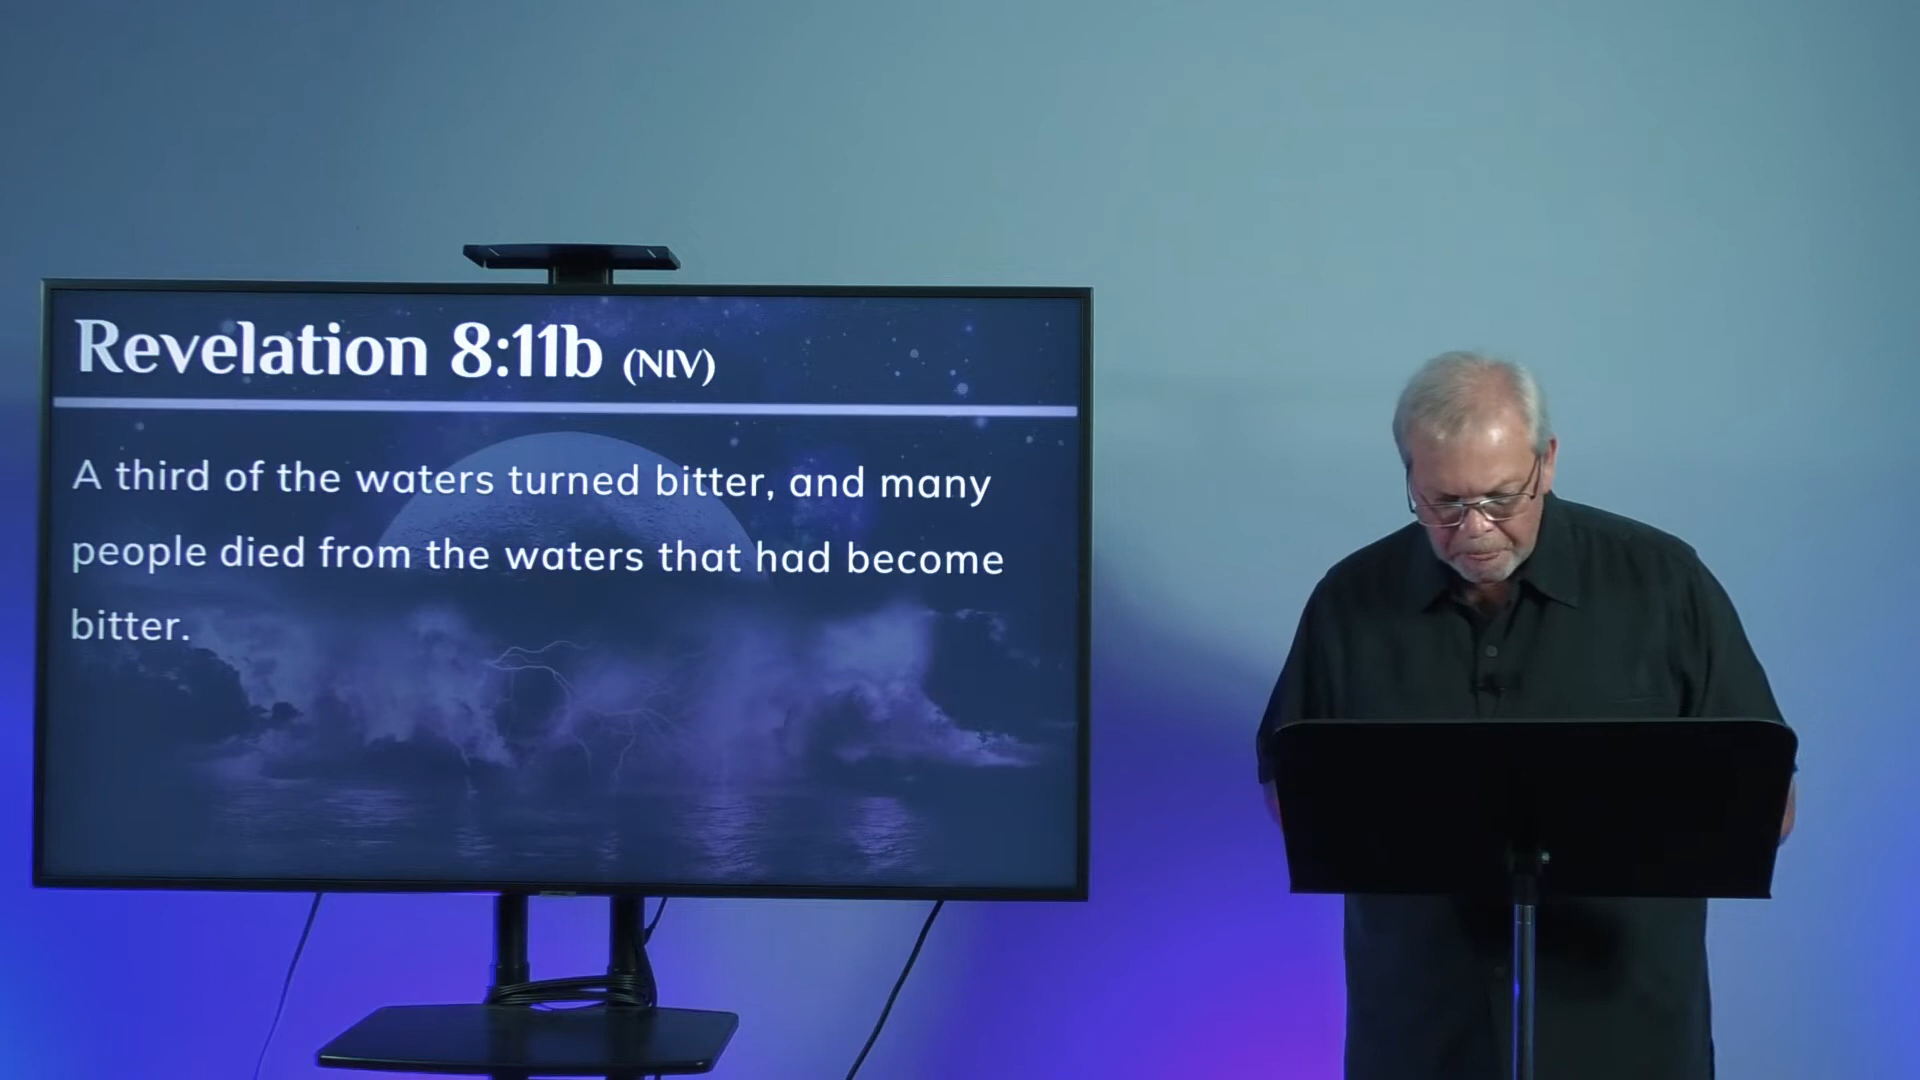 Revelation 8:11b (NIV)
A third of the waters turned bitter, and many
people died from the waters that had become
bitter.